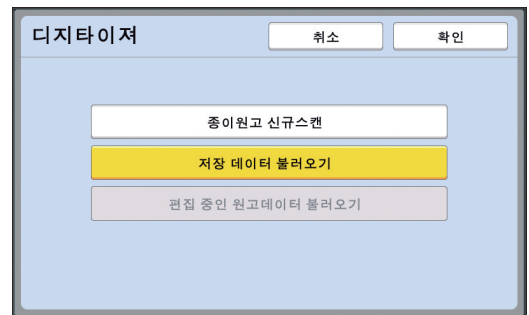 디지타이져 취소 확인
종이원고 신규스캔
저장 데이터 불러오기
편집 중인 원고데이터 불러오기